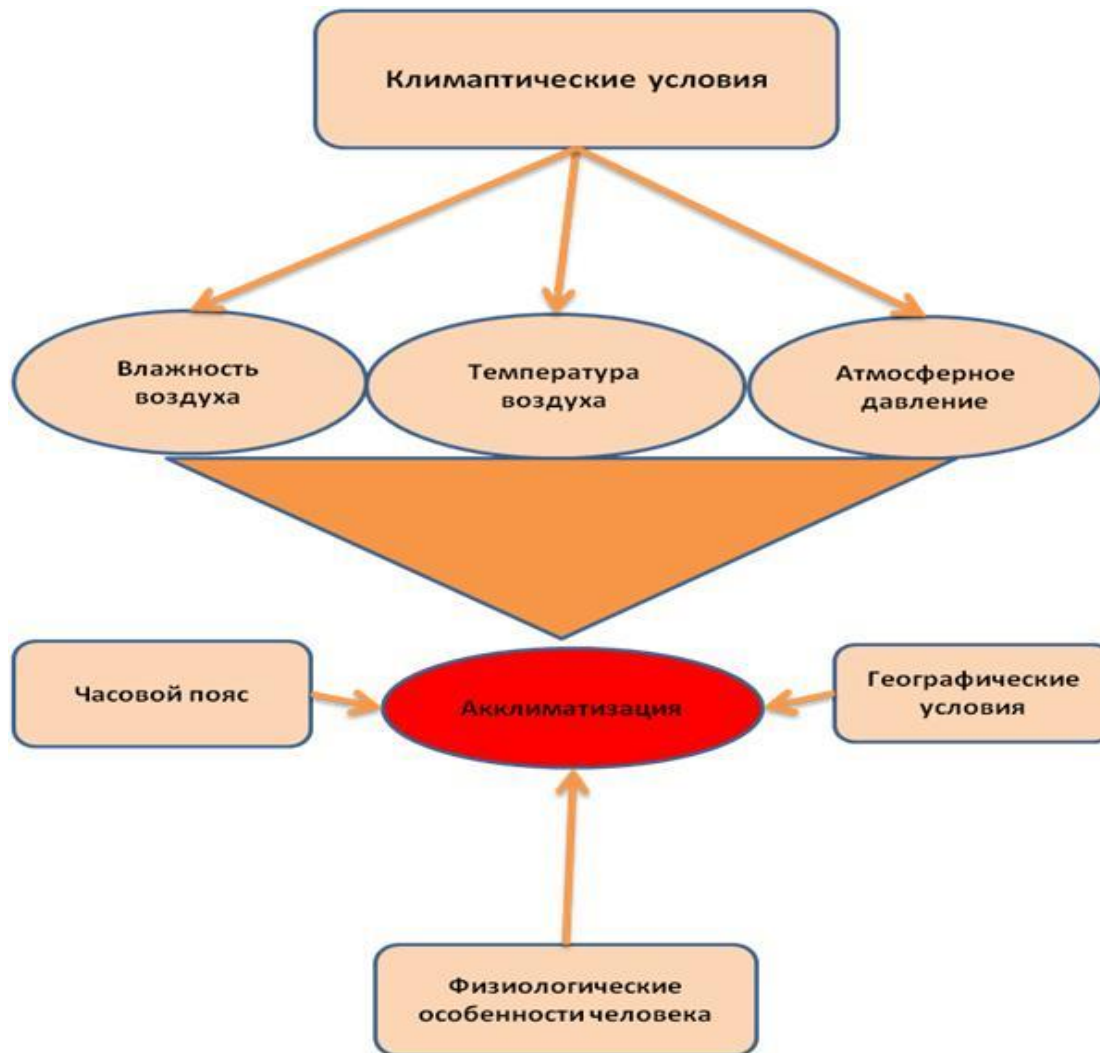 Климаптические условия
Влажность
воздуха
Температура
воздуха
Атмосферное
давление
Часовой пояс
Акклиматизация
Географические
условия
Физиологические
особенности человека